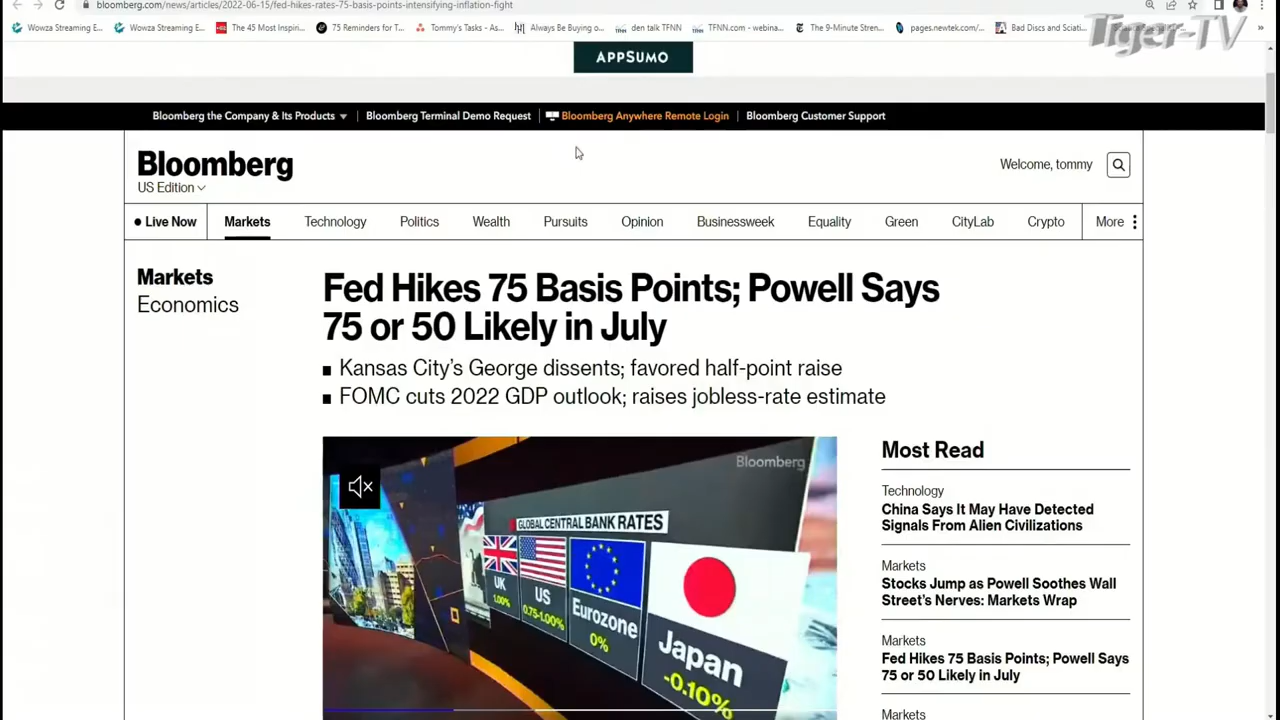 bloomberg.com/news/articles/2022-06-15/fed-hikes-rates-75-basis-points-intensifying-inflation-fight
Wowza Streaming E...
Wowza Streaming E...
The 45 Most Inspiri...
75 Reminders for T...
Tommy's Tasks - As...
Always Be Buying o...
den talk TFNN
TFNN.com - webina...
The 9-Minute Stren...
pages.newtek.com/...
Bad Discs and Sciati...
Tiger-TV
APPSUMO
Bloomberg the Company & Its Products
Bloomberg Terminal Demo Request
Bloomberg Anywhere Remote Login
Bloomberg Customer Support
Bloomberg
US Edition
Welcome, tommy
Live Now
Markets
Technology
Politics
Wealth
Pursuits
Opinion
Businessweek
Equality
Green
CityLab
Crypto
More
Markets
Economics
Fed Hikes 75 Basis Points; Powell Says
75 or 50 Likely in July
Kansas City's George dissents; favored half-point raise
FOMC cuts 2022 GDP outlook; raises jobless-rate estimate
Bloomberg
GLOBAL CENTRAL BANK RATES
UK
1.00%
US
0.75-1.00%
Eurozone
0%
Japan
-0.10%
Most Read
Technology
China Says It May Have Detected
Signals From Alien Civilizations
Markets
Stocks Jump as Powell Soothes Wall
Street's Nerves: Markets Wrap
Markets
Fed Hikes 75 Basis Points; Powell Says
75 or 50 Likely in July
Markets